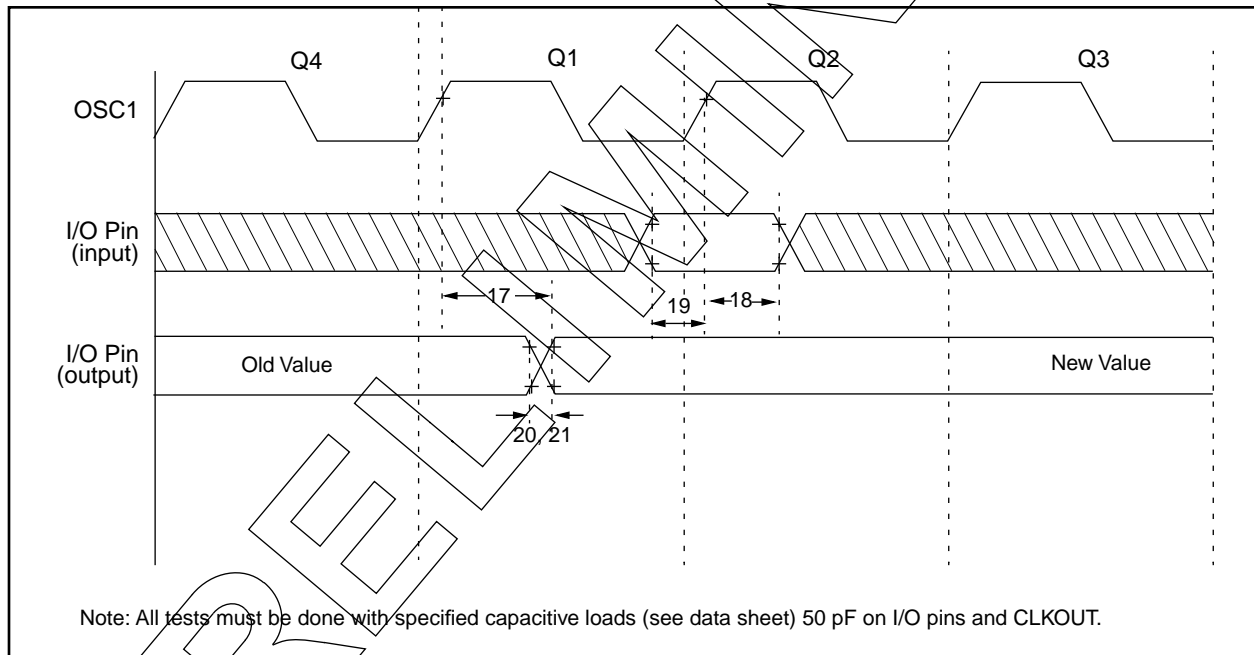 Q4 Q1 Q2 Q3
OSC1
I/O Pin
(input)
17 19 18
I/O Pin
(output)
Old Value New Value
20, 21
Note: All tests must be done with specified capacitive loads (see data sheet) 50 pF on I/O pins and CLKOUT.